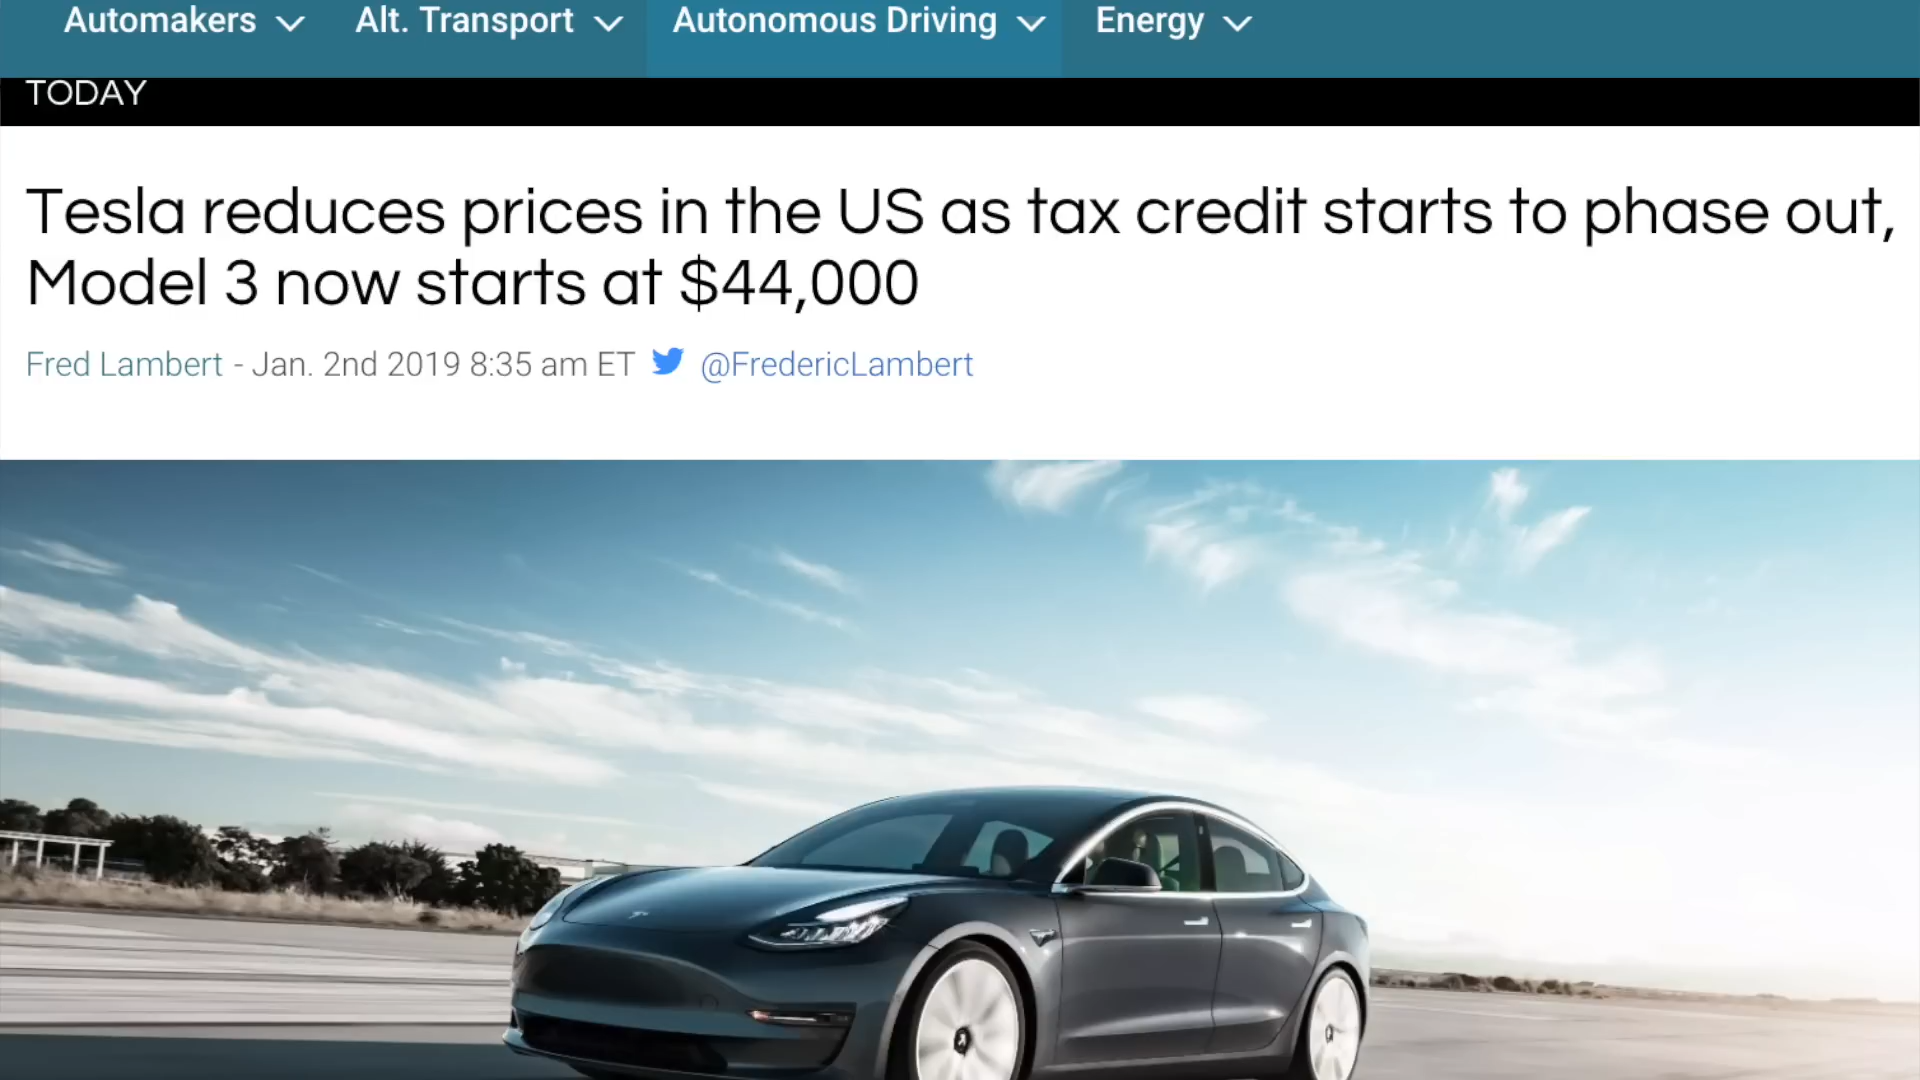 Automakers Alt. Transport Autonomous Driving Energy
TODAY
Tesla reduces prices in the US as tax credit starts to phase out,
Model 3 now starts at $44,000
Fred Lambert - Jan. 2nd 2019 8:35 am ET @FredericLambert